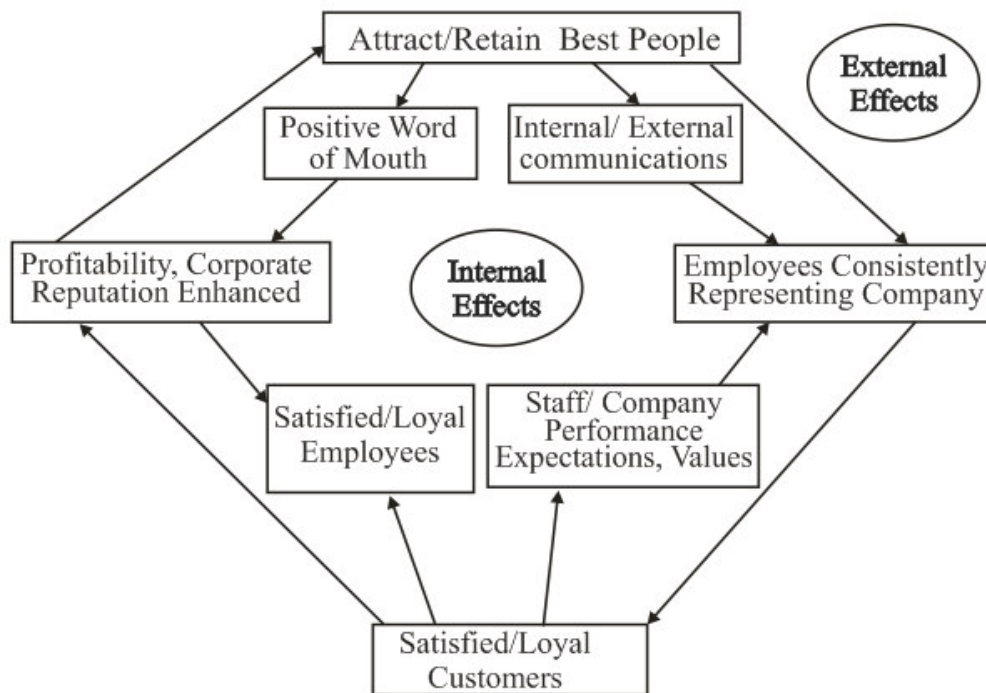 Attract/Retain Best People
External
Effects
Positive Word
of Mouth
Internal/ External
communications
Profitability, Corporate
Reputation Enhanced
Internal
Effects
Employees Consistently
Representing Company
Satisfied/Loyal
Employees
Staff/ Company
Performance
Expectations, Values
Satisfied/Loyal
Customers